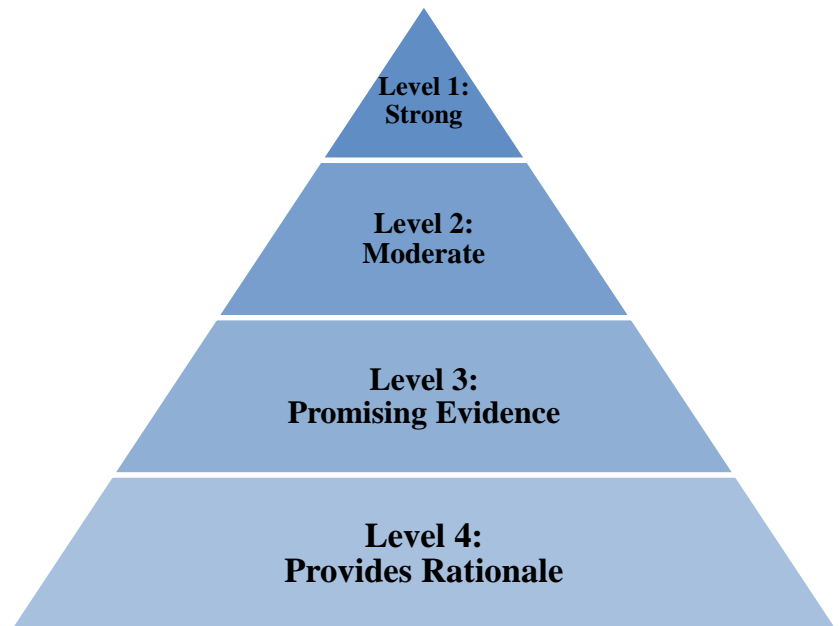 Level 1:
Strong
Level 2:
Moderate
Level 3:
Promising Evidence
Level 4:
Provides Rationale